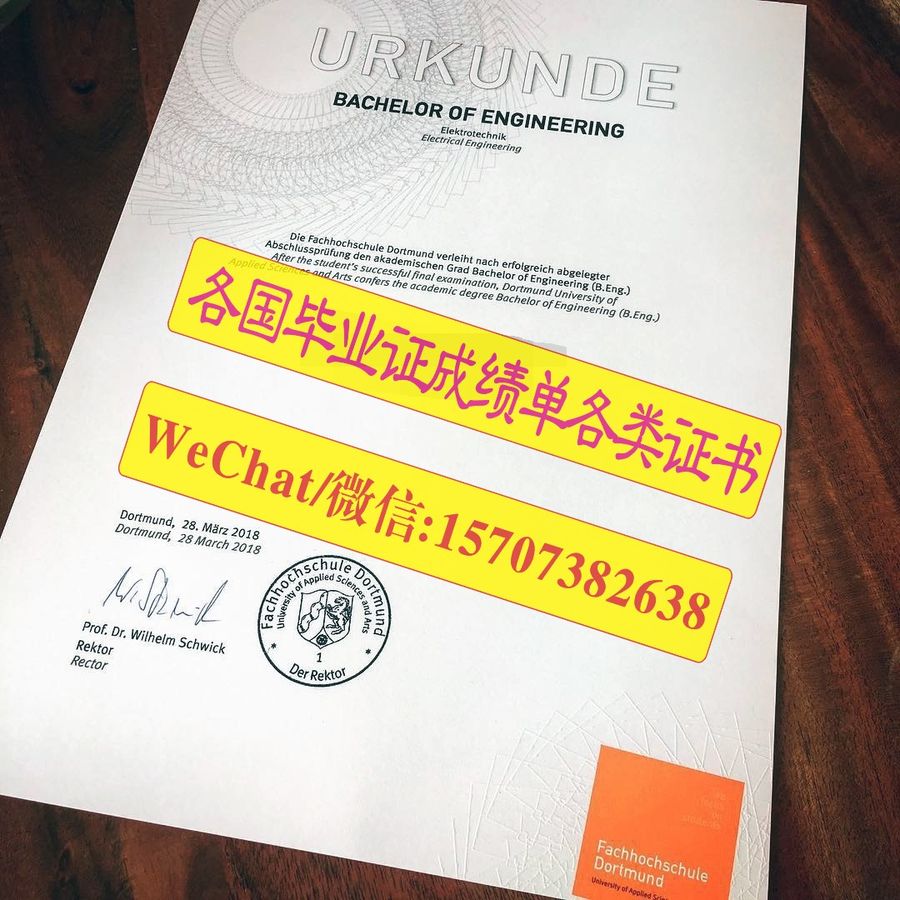 URKUNDE
BACHELOR OF ENGINEERING
Elektrotechnik
Electrical Engineering
Die Fachhochschule Dortmund verleiht nach erfolgreich abgelegter
Abschlussprüfung den akademischen Grad Bachelor of Engineering (B.Eng.)
After the student's successful final examination, Dortmund University of
Applied Sciences and Arts confers the academic degree Bachelor of Engineering (B.Eng.)
各国毕业证成绩单各类证书
WeChat/微信:15707382638
Dortmund, 28. März 2018
Dortmund, 28 March 2018
Prof. Dr. Wilhelm Schwick
Rektor
Rector
Fachhochschule Dortmund
University of Applied Sciences and Arts
1
Der Rektor
Fachhochschule
Dortmund
University of Applied